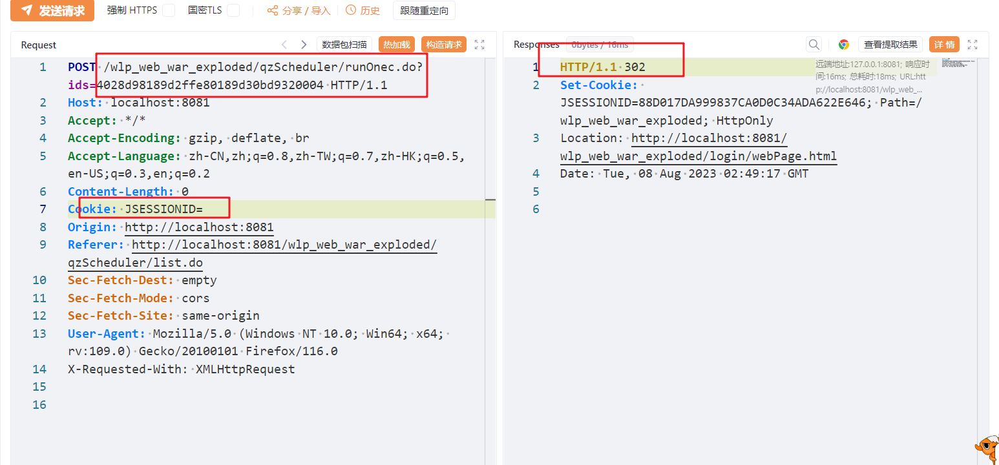 发送请求 强制 HTTPS 国密TLS 分享 / 导入 历史 跟随重定向
Request 数据包扫描 热加载 构造请求
1 POST /wlp_web_war_exploded/qzScheduler/runOnec.do?
ids=4028d98189d2ffe80189d30bd9320004 HTTP/1.1
2 Host: localhost:8081
3 Accept: */*
4 Accept-Encoding: gzip, deflate, br
5 Accept-Language: zh-CN,zh;q=0.8,zh-TW;q=0.7,zh-HK;q=0.5,
en-US;q=0.3,en;q=0.2
6 Content-Length: 0
7 Cookie: JSESSIONID=
8 Origin: http://localhost:8081
9 Referer: http://localhost:8081/wlp_web_war_exploded/
qzScheduler/list.do
10 Sec-Fetch-Dest: empty
11 Sec-Fetch-Mode: cors
12 Sec-Fetch-Site: same-origin
13 User-Agent: Mozilla/5.0 (Windows NT 10.0; Win64; x64;
rv:109.0) Gecko/20100101 Firefox/116.0
14 X-Requested-With: XMLHttpRequest
15
16
Responses 0bytes / 16ms 查看提取结果 详 情
1 HTTP/1.1 302
远端地址:127.0.0.1:8081; 响应时
间:16ms; 总耗时:18ms; URL:htt
p://localhost:8081/wlp_web_...
2 Set-Cookie:
JSESSIONID=88D017DA999837CA0D0C34ADA622E646; Path=/
wlp_web_war_exploded; HttpOnly
3 Location: http://localhost:8081/
wlp_web_war_exploded/login/webPage.html
4 Date: Tue, 08 Aug 2023 02:49:17 GMT
5
6